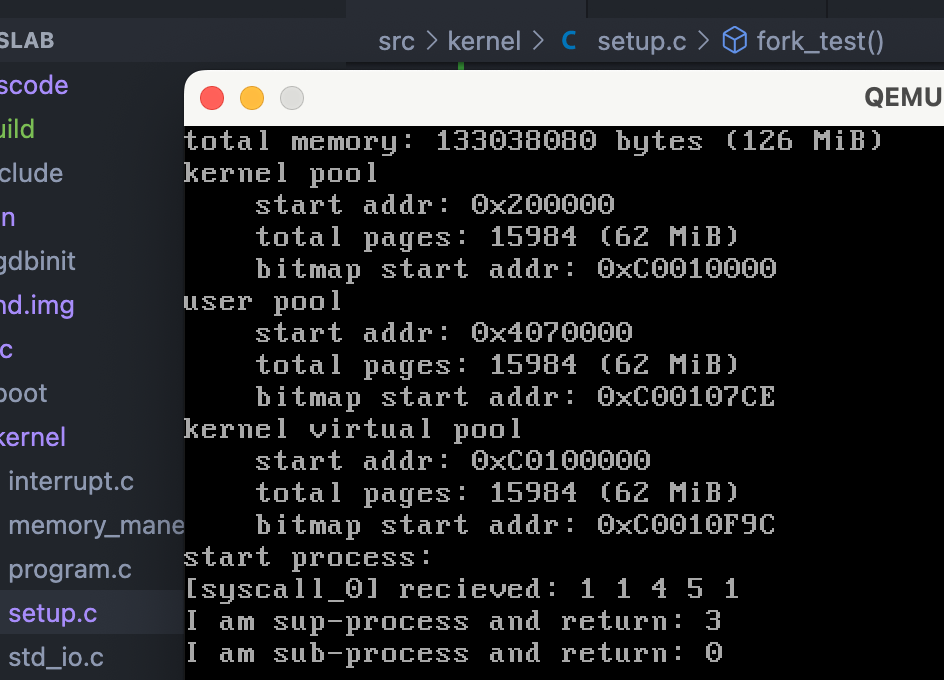 SLAB
src > kernel > C setup.c > fork_test()
scode
uild
clude
n
gdbinit
nd.img
c
boot
kernel
interrupt.c
memory_mane
program.c
setup.c
std_io.c
QEMU
total memory: 133038080 bytes (126 MiB)
kernel pool
start addr: 0x200000
total pages: 15984 (62 MiB)
bitmap start addr: 0xC0010000
user pool
start addr: 0x4070000
total pages: 15984 (62 MiB)
bitmap start addr: 0xC00107CE
kernel virtual pool
start addr: 0xC0100000
total pages: 15984 (62 MiB)
bitmap start addr: 0xC0010F9C
start process:
[syscall_0] recieved: 1 1 4 5 1
I am sup-process and return: 3
I am sub-process and return: 0